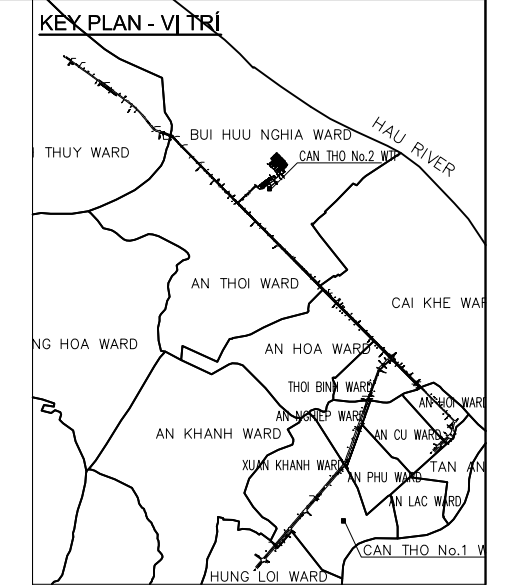 KEY PLAN - VỊ TRÍ
BUI HUU NGHIA WARD
HAU RIVER
THUY WARD
CAN THO No.2 WTP
AN THOI WARD
CAI KHE WAR
NG HOA WARD
AN HOA WARD
THOI BINH WARD
AN HOI WARD
AN NGHIEP WARD
AN KHANH WARD
AN CU WARD
XUAN KHANH WARD
TAN AN
AN PHU WARD
AN LAC WARD
CAN THO No.1 W
HUNG LOI WARD